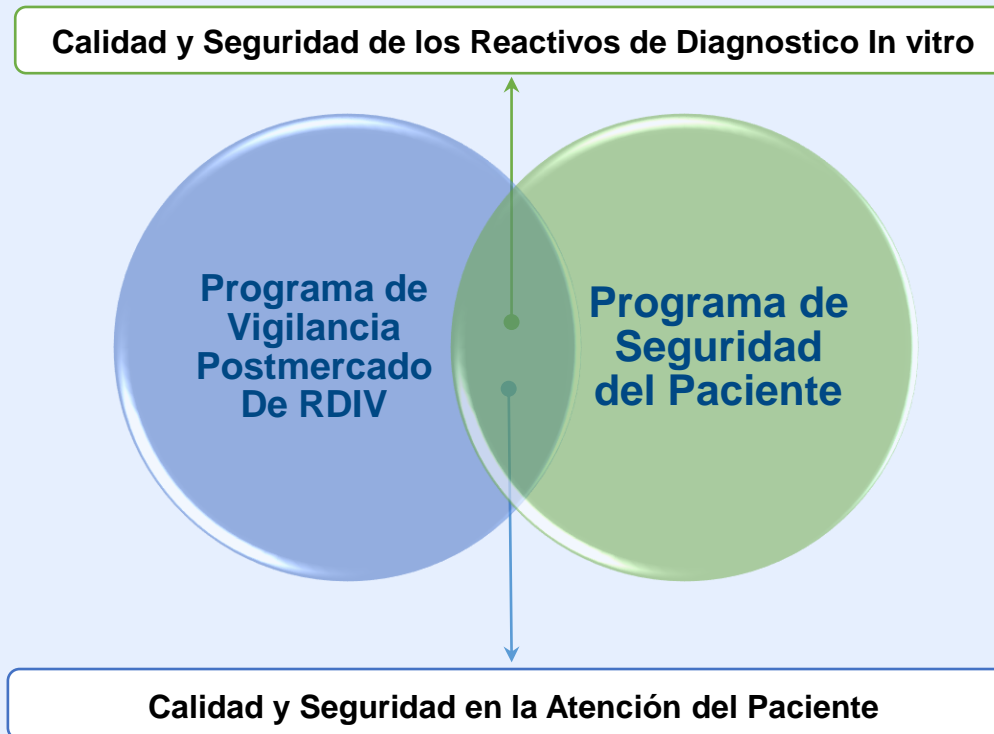 Calidad y Seguridad de los Reactivos de Diagnostico In vitro
Programa de
Vigilancia
Postmercado
De RDIV
Programa de
Seguridad
del Paciente
Calidad y Seguridad en la Atención del Paciente